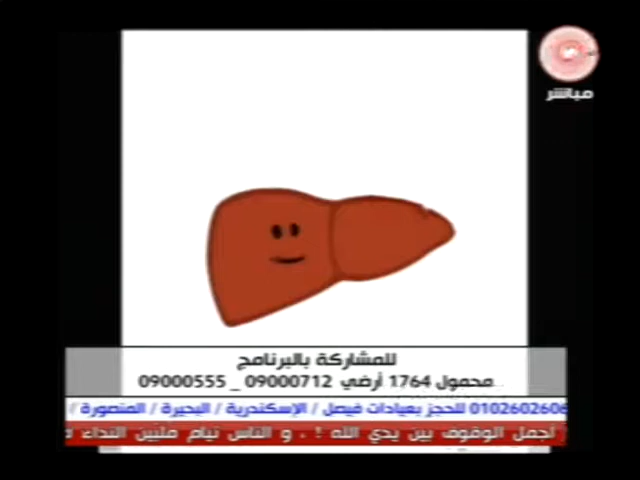 مباشر
للمشاركة بالبرنامج
محمول 1764 أرضي 09000712 _ 09000555
0102602606 للحجز بعيادات فيصل / الإسكندرية / البحيرة / المنصورة /
أجمل الوقوف بين يدي الله ! . و الناس نيام ملبين النداء